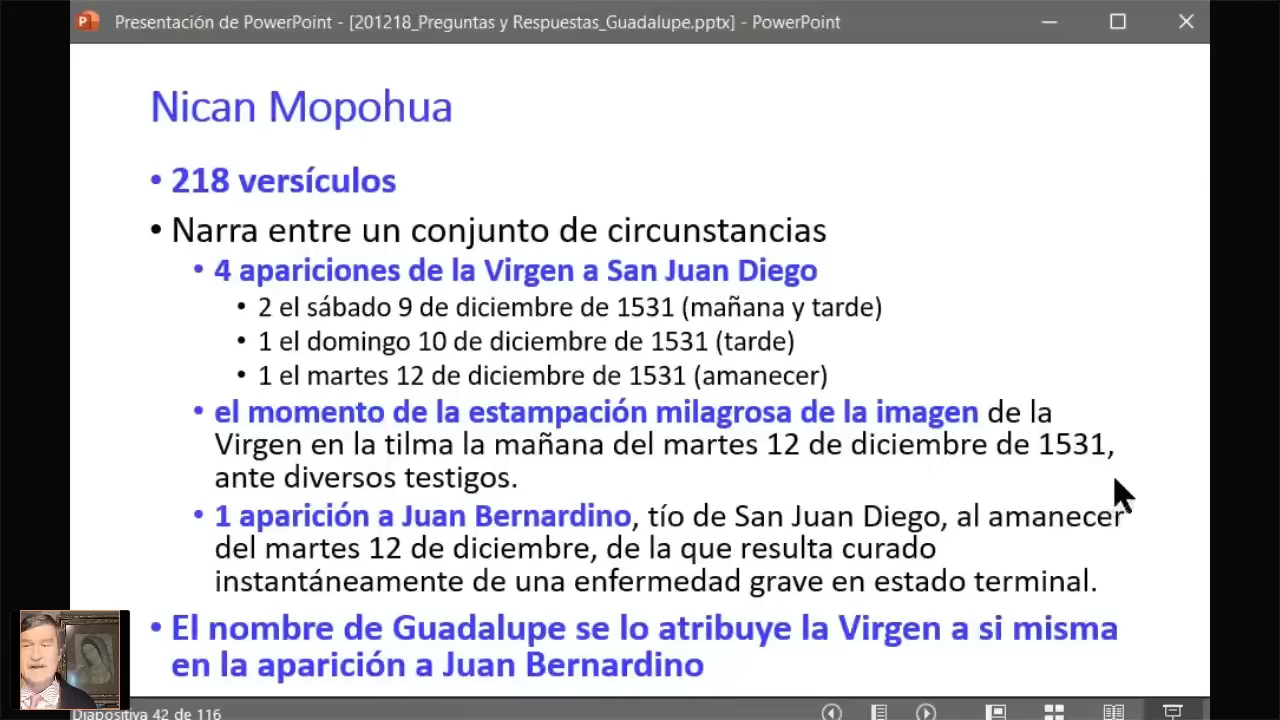 Presentación de PowerPoint - [201218_Preguntas y Respuestas_Guadalupe.pptx] - PowerPoint
Nican Mopohua
• 218 versículos
• Narra entre un conjunto de circunstancias
• 4 apariciones de la Virgen a San Juan Diego
• 2 el sábado 9 de diciembre de 1531 (mañana y tarde)
• 1 el domingo 10 de diciembre de 1531 (tarde)
• 1 el martes 12 de diciembre de 1531 (amanecer)
• el momento de la estampación milagrosa de la imagen de la
Virgen en la tilma la mañana del martes 12 de diciembre de 1531,
ante diversos testigos.
• 1 aparición a Juan Bernardino, tío de San Juan Diego, al amanecer
del martes 12 de diciembre, de la que resulta curado
instantáneamente de una enfermedad grave en estado terminal.
• El nombre de Guadalupe se lo atribuye la Virgen a si misma
en la aparición a Juan Bernardino
Diapositiva 42 de 116